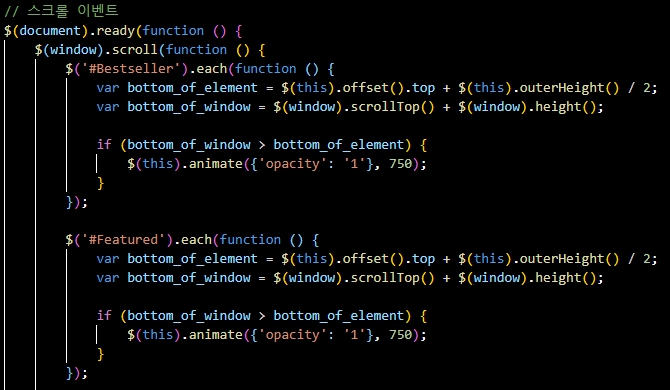 // 스크롤 이벤트
$(document).ready(function () {
    $(window).scroll(function () {
        $('#Bestseller').each(function () {
            var bottom_of_element = $(this).offset().top + $(this).outerHeight() / 2;
            var bottom_of_window = $(window).scrollTop() + $(window).height();

            if (bottom_of_window > bottom_of_element) {
                $(this).animate({'opacity': '1'}, 750);
            }
        });

        $('#Featured').each(function () {
            var bottom_of_element = $(this).offset().top + $(this).outerHeight() / 2;
            var bottom_of_window = $(window).scrollTop() + $(window).height();

            if (bottom_of_window > bottom_of_element) {
                $(this).animate({'opacity': '1'}, 750);
            }
        });